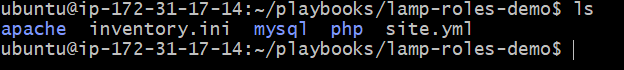 ubuntu@ip-172-31-17-14:~/playbooks/lamp-roles-demo$ ls
apache  inventory.ini  mysql  php  site.yml
ubuntu@ip-172-31-17-14:~/playbooks/lamp-roles-demo$